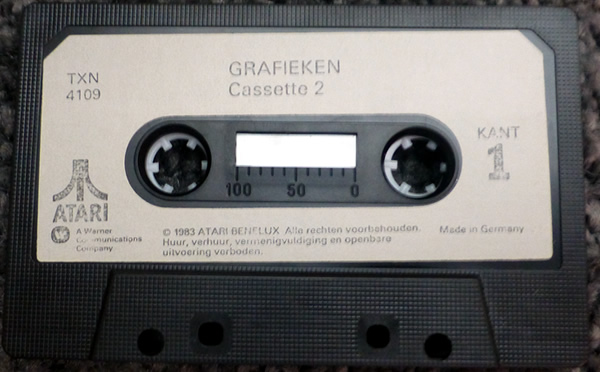 TXN
4109
GRAFIEKEN
Cassette 2
KANT
1
100 50 0
ATARI
A Warner
Communications
Company
© 1983 ATARI BENELUX Alle rechten voorbehouden.
Huur, verhuur, vermenigvuldiging en openbare
uitvoering verboden.
Made in Germany